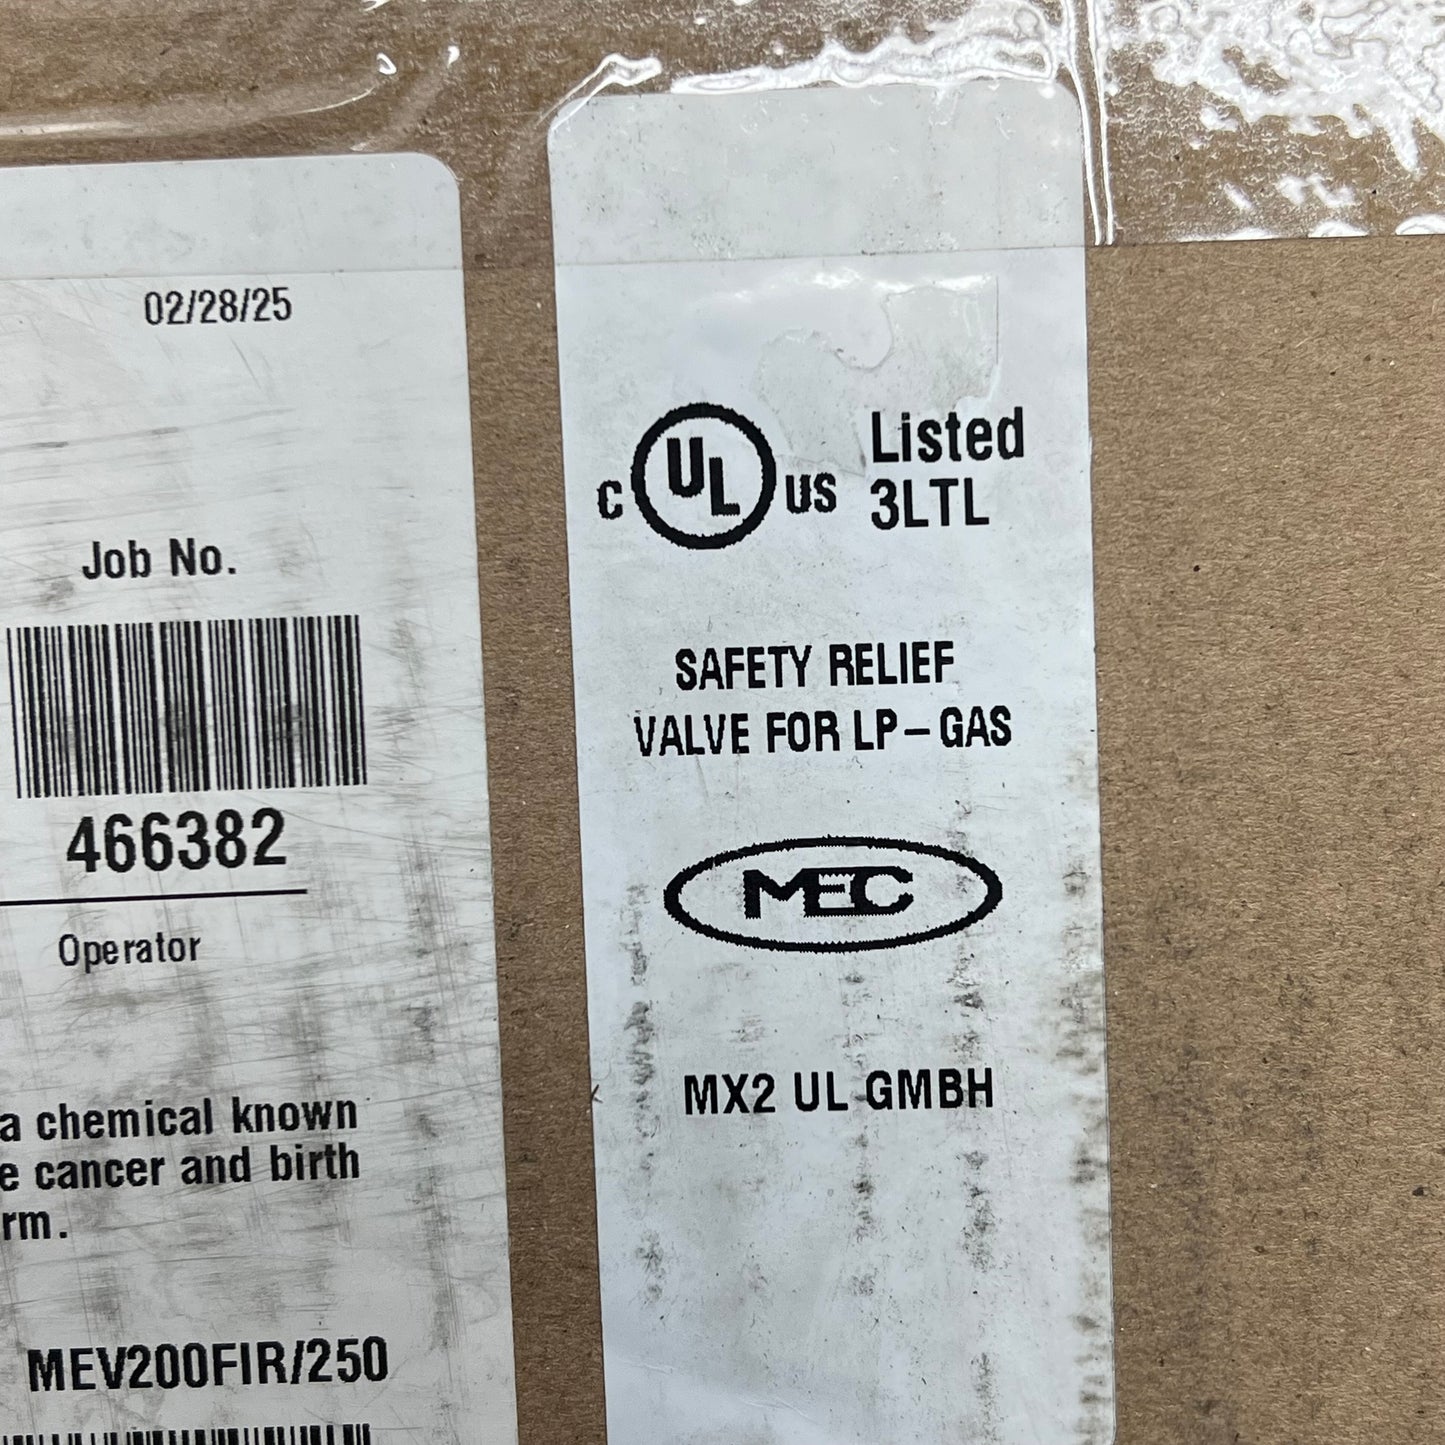 02/28/25
Job No.
466382
Operator
a chemical known
e cancer and birth
rm.
MEV200FIR/250
C UL US Listed
3LTL
SAFETY RELIEF
VALVE FOR LP-GAS
MEC
MX2 UL GMBH